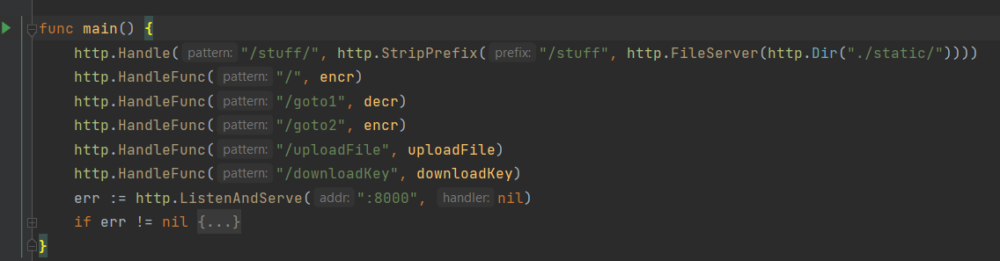 func main() {
http.Handle( pattern: "/stuff/", http.StripPrefix( prefix: "/stuff", http.FileServer(http.Dir("./static/"))))
http.HandleFunc( pattern: "/", encr)
http.HandleFunc( pattern: "/goto1", decr)
http.HandleFunc( pattern: "/goto2", encr)
http.HandleFunc( pattern: "/uploadFile", uploadFile)
http.HandleFunc( pattern: "/downloadKey", downloadKey)
err := http.ListenAndServe( addr: ":8000", handler: nil)
if err != nil {...}
}